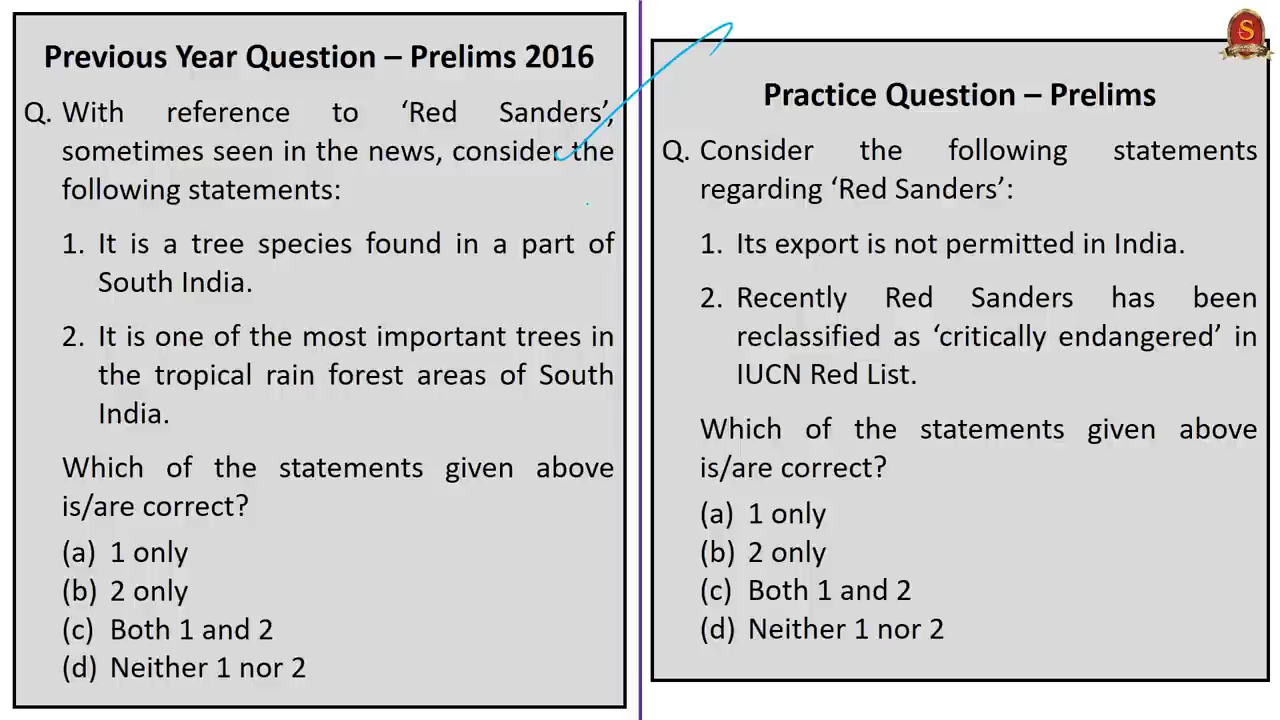 Previous Year Question – Prelims 2016
Q. With reference to ‘Red Sanders’,
sometimes seen in the news, consider the
following statements:
1. It is a tree species found in a part of
South India.
2. It is one of the most important trees in
the tropical rain forest areas of South
India.
Which of the statements given above
is/are correct?
(a) 1 only
(b) 2 only
(c) Both 1 and 2
(d) Neither 1 nor 2
S
Practice Question – Prelims
Q. Consider the following statements
regarding ‘Red Sanders’:
1. Its export is not permitted in India.
2. Recently Red Sanders has been
reclassified as ‘critically endangered’ in
IUCN Red List.
Which of the statements given above
is/are correct?
(a) 1 only
(b) 2 only
(c) Both 1 and 2
(d) Neither 1 nor 2